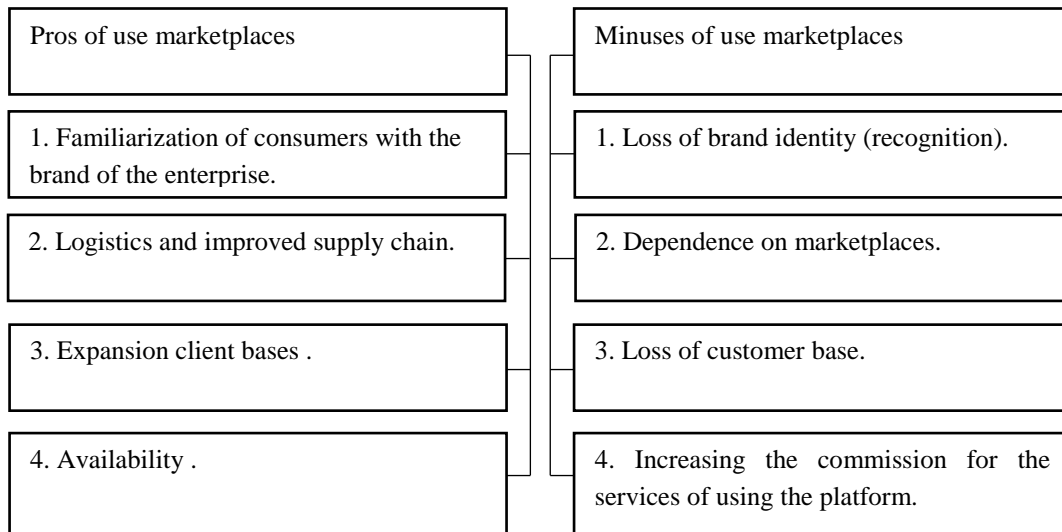 Pros of use marketplaces
1. Familiarization of consumers with the
brand of the enterprise.
2. Logistics and improved supply chain.
3. Expansion client bases .
4. Availability .
Minuses of use marketplaces
1. Loss of brand identity (recognition).
2. Dependence on marketplaces.
3. Loss of customer base.
4. Increasing the commission for the
services of using the platform.